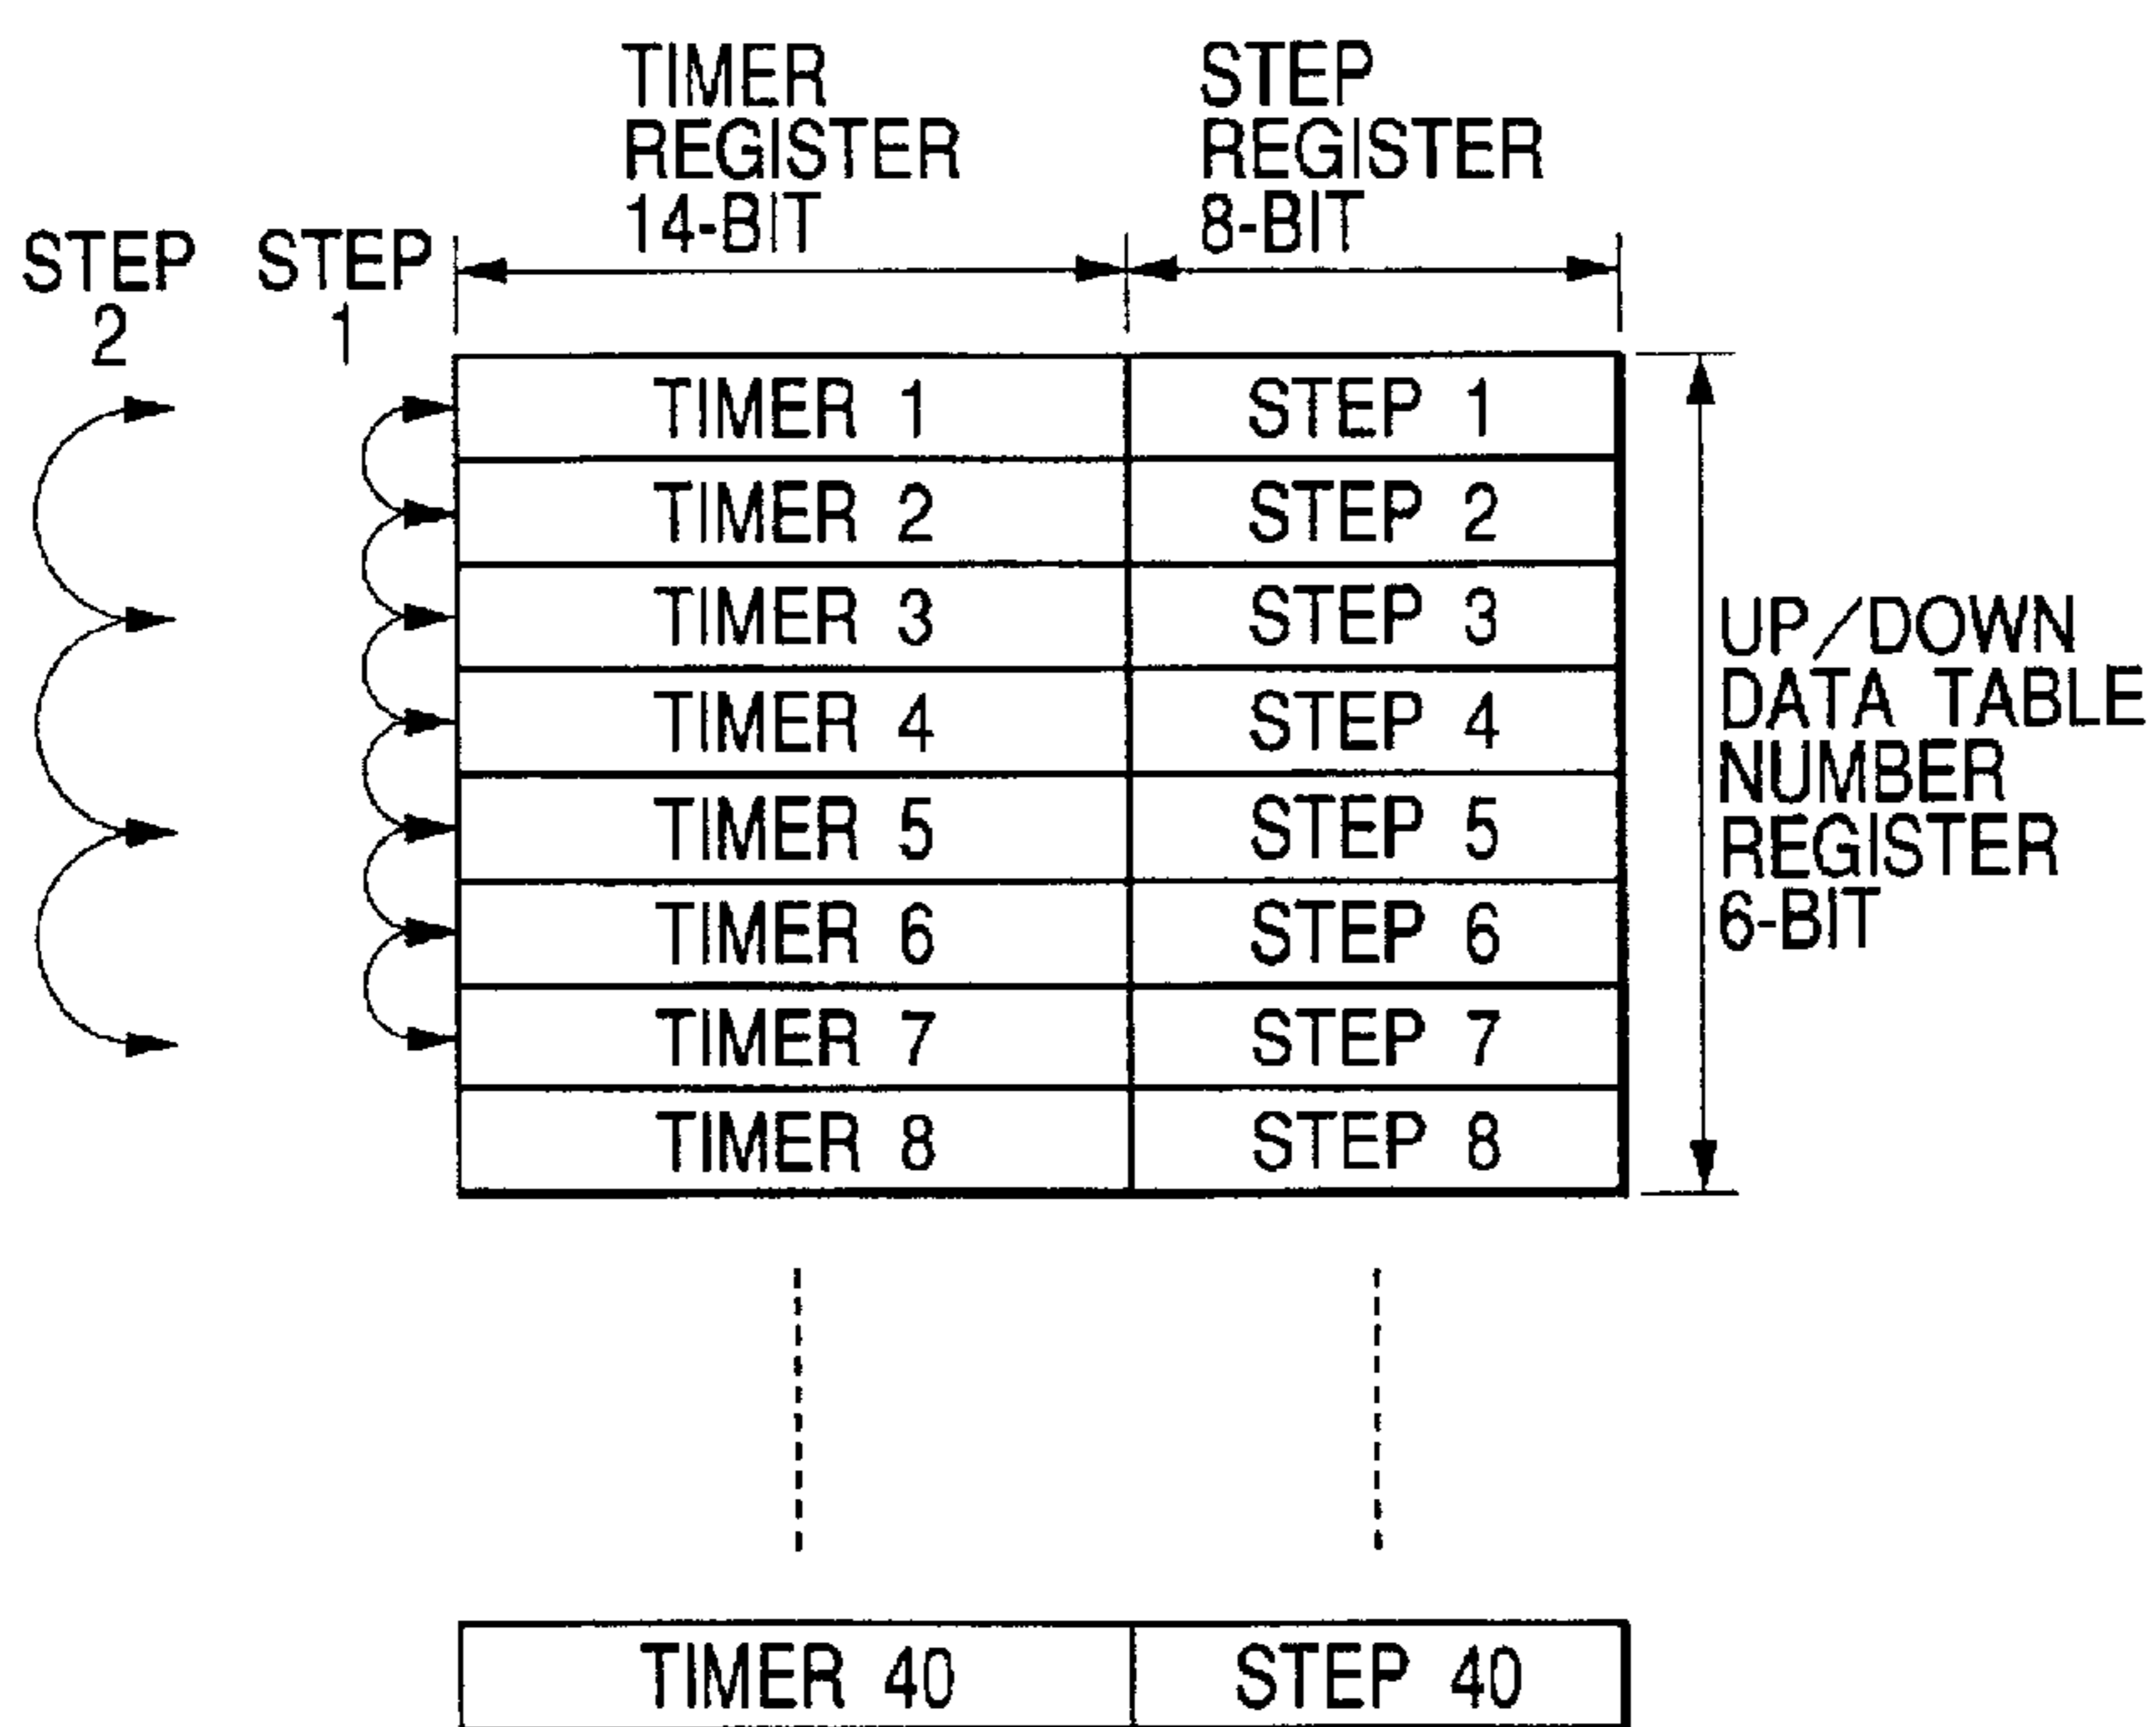 TIMER
REGISTER
14-BIT
STEP
REGISTER
8-BIT
STEP
2
STEP
1
TIMER 1 STEP 1
TIMER 2 STEP 2
TIMER 3 STEP 3
TIMER 4 STEP 4
TIMER 5 STEP 5
TIMER 6 STEP 6
TIMER 7 STEP 7
TIMER 8 STEP 8
UP/DOWN
DATA TABLE
NUMBER
REGISTER
6-BIT
TIMER 40 STEP 40